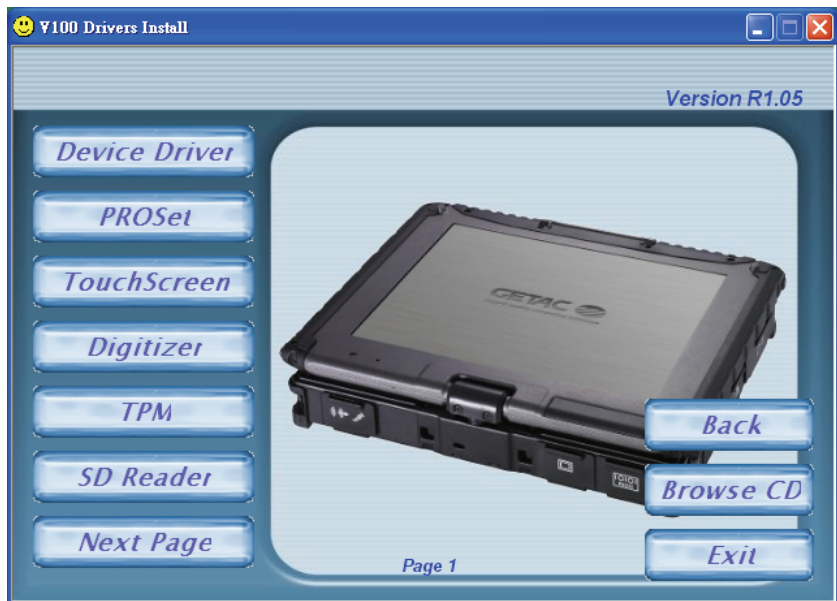 V100 Drivers Install
Version R1.05
Device Driver
PROSet
TouchScreen
Digitizer
TPM
SD Reader
Next Page
GETAC
Back
Browse CD
Exit
Page 1